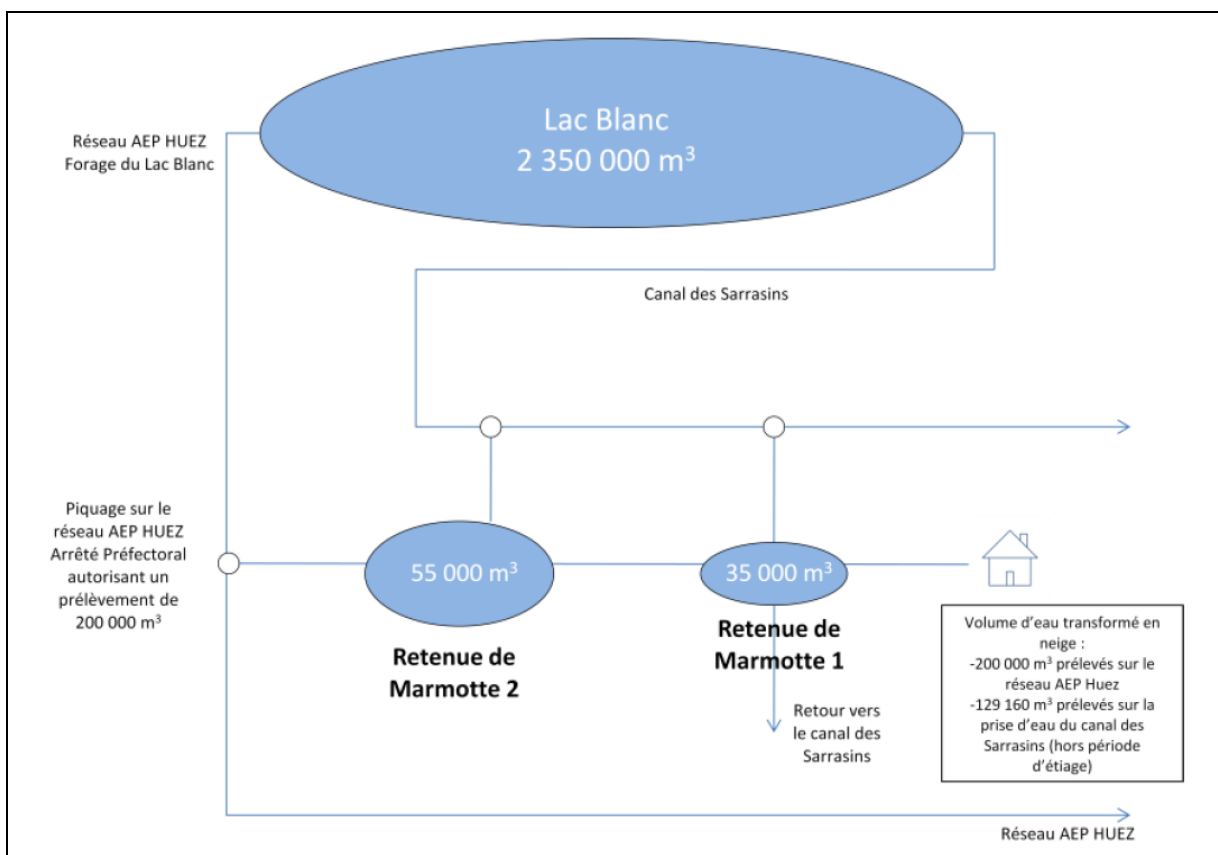 Lac Blanc
2 350 000 m³
Réseau AEP HUEZ
Forage du Lac Blanc
Canal des Sarrasins
Piquage sur le
réseau AEP HUEZ
Arrêté Préfectoral
autorisant un
prélèvement de
200 000 m³
55 000 m³
35 000 m³
Retenue de
Marmotte 2
Retenue de
Marmotte 1
Retour vers
le canal des
Sarrasins
Volume d’eau transformé en
neige :
-200 000 m³ prélevés sur le
réseau AEP Huez
-129 160 m³ prélevés sur la
prise d’eau du canal des
Sarrasins (hors période
d’étiage)
Réseau AEP HUEZ